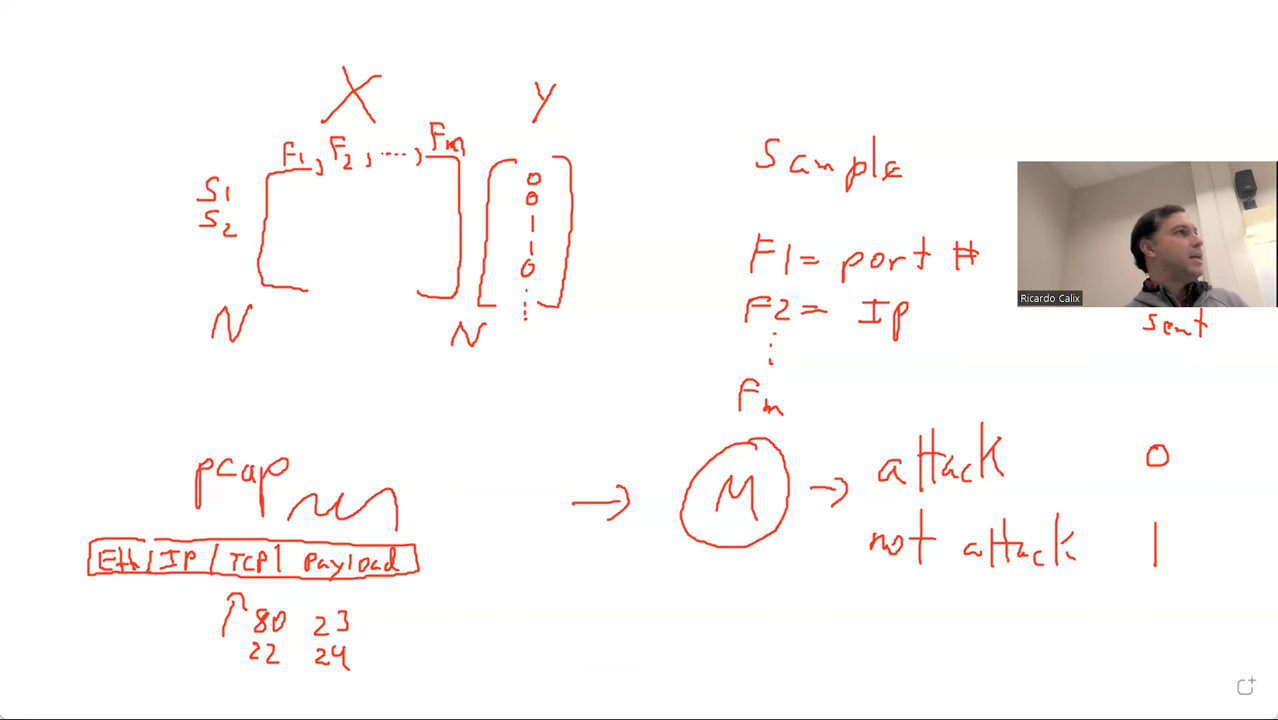 X
Y
F1, F2, ...., Fm
S1
S2
0
0
1
1
0
⋮
N
N
Sample
F1 = port #
F2 = IP
⋮
Fm
Ricardo Calix
sent
pcap
Eth/IP/TCP| payload
80 23
22 24
→ M → attack 0
not attack 1